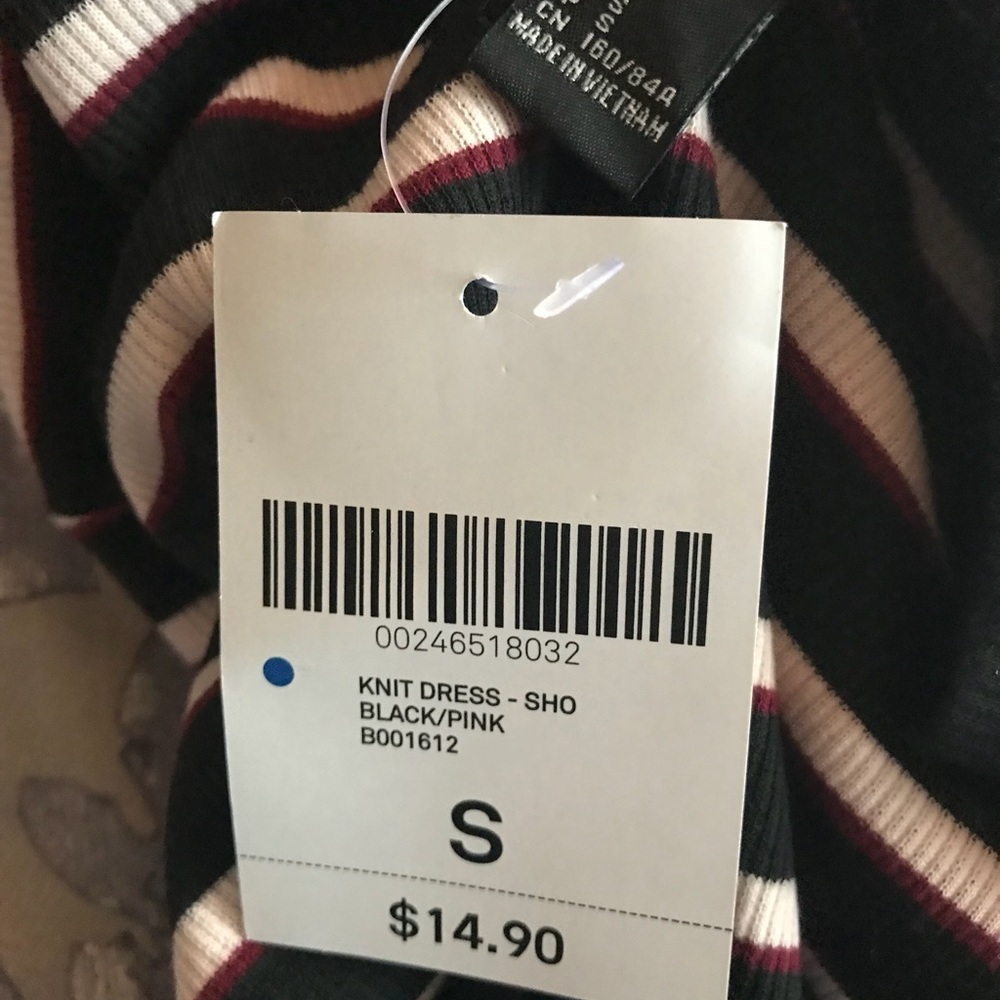 S
CN 160/84A
MADE IN VIETNAM
00246518032
KNIT DRESS - SHO
BLACK/PINK
B001612
S
$14.90